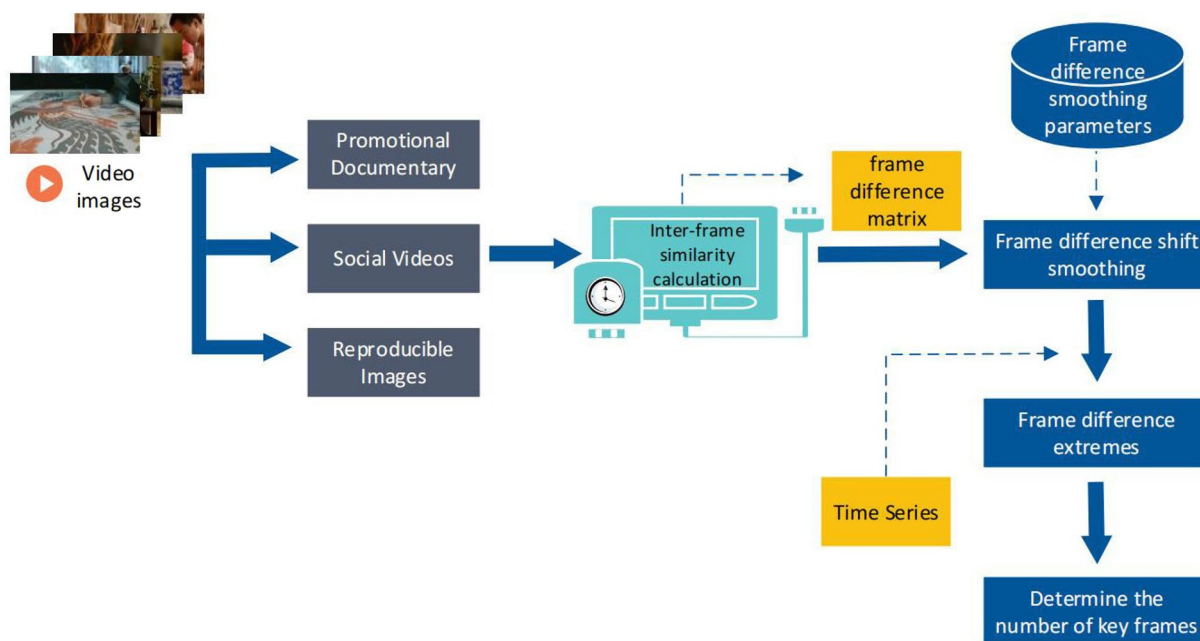 Video
images
Promotional
Documentary
Social Videos
Reproducible
Images
Inter-frame
similarity
calculation
frame
difference
matrix
Frame
difference
smoothing
parameters
Frame difference shift
smoothing
Time Series
Frame difference
extremes
Determine the
number of key frames